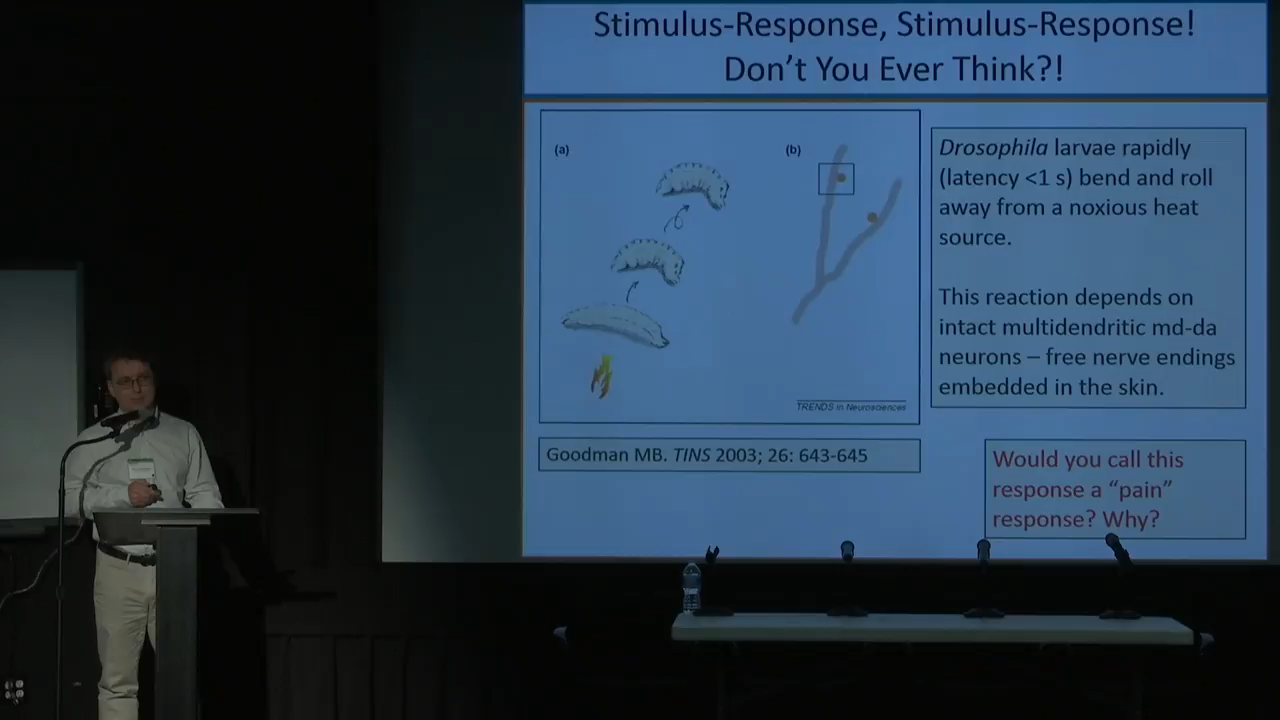 Stimulus-Response, Stimulus-Response!
Don't You Ever Think?!
(a)
(b)
TRENDS in Neurosciences
Drosophila larvae rapidly
(latency <1 s) bend and roll
away from a noxious heat
source.
This reaction depends on
intact multidendritic md-da
neurons – free nerve endings
embedded in the skin.
Goodman MB. TINS 2003; 26: 643-645
Would you call this
response a “pain”
response? Why?